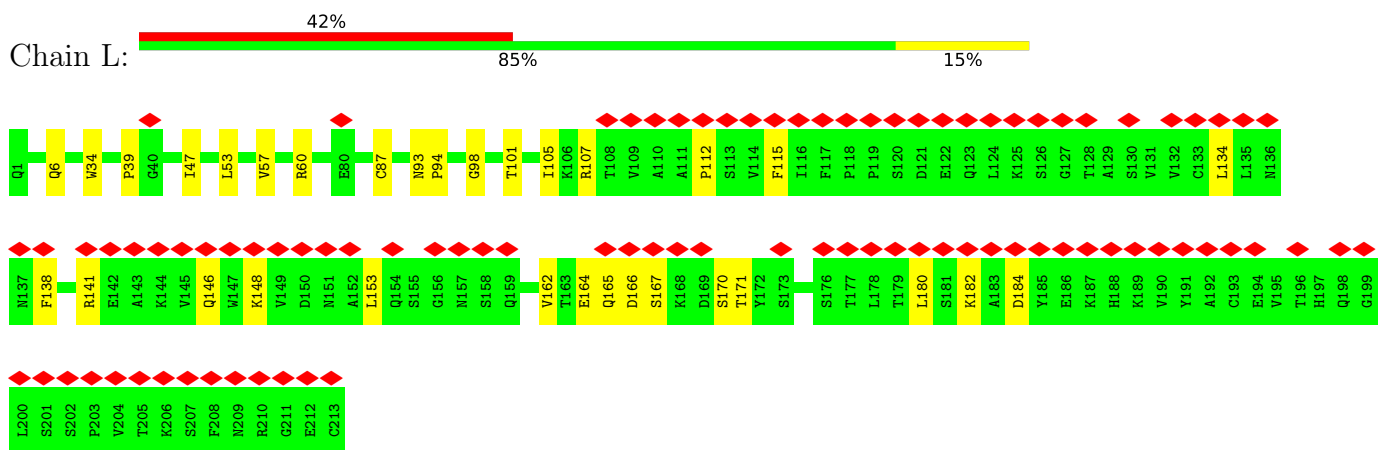 42%
Chain L:
85% 15%
Q1 Q6 W34 P39 G40 I47 L53 V57 R60 E80 C87 N93 P94 G98 T101 I105 K106 R107 T108 V109 A110 A111 P112 S113 V114 F115 I116 F117 P118 P119 S120 D121 E122 Q123 L124 K125 S126 G127 T128 A129 S130 V131 V132 C133 L134 L135 N136
N137 F138 R141 E142 A143 K144 V145 Q146 W147 K148 V149 D150 N151 A152 L153 Q154 S155 G156 N157 S158 Q159 V162 T163 E164 Q165 D166 S167 K168 D169 S170 T171 Y172 S173 S176 T177 L178 T179 L180 S181 K182 A183 D184 Y185 E186 K187 H188 K189 V190 Y191 A192 C193 E194 V195 T196 H197 Q198 G199
L200 S201 S202 P203 V204 T205 K206 S207 F208 N209 R210 G211 E212 C213